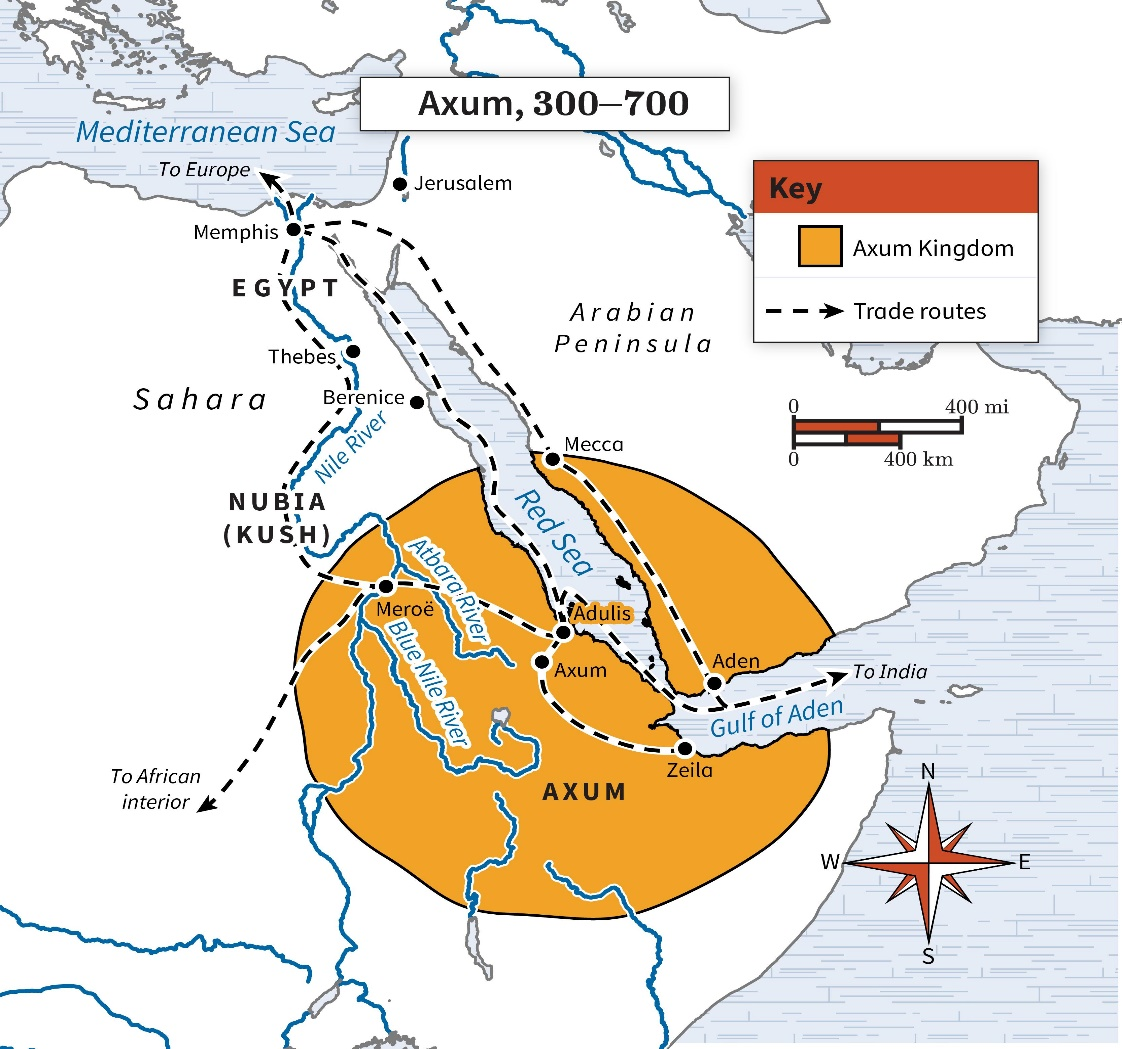 Axum, 300–700
Mediterranean Sea
To Europe
Jerusalem
Memphis
EGYPT
Key
Axum Kingdom
Trade routes
Arabian
Peninsula
Thebes
Sahara
Berenice
Nile River
0
400 mi
0
400 km
Mecca
NUBIA
(KUSH)
Red Sea
Atbara River
Meroë
Adulis
Blue Nile River
Axum
Aden
To India
Gulf of Aden
Zeila
To African
interior
AXUM
N
W
E
S